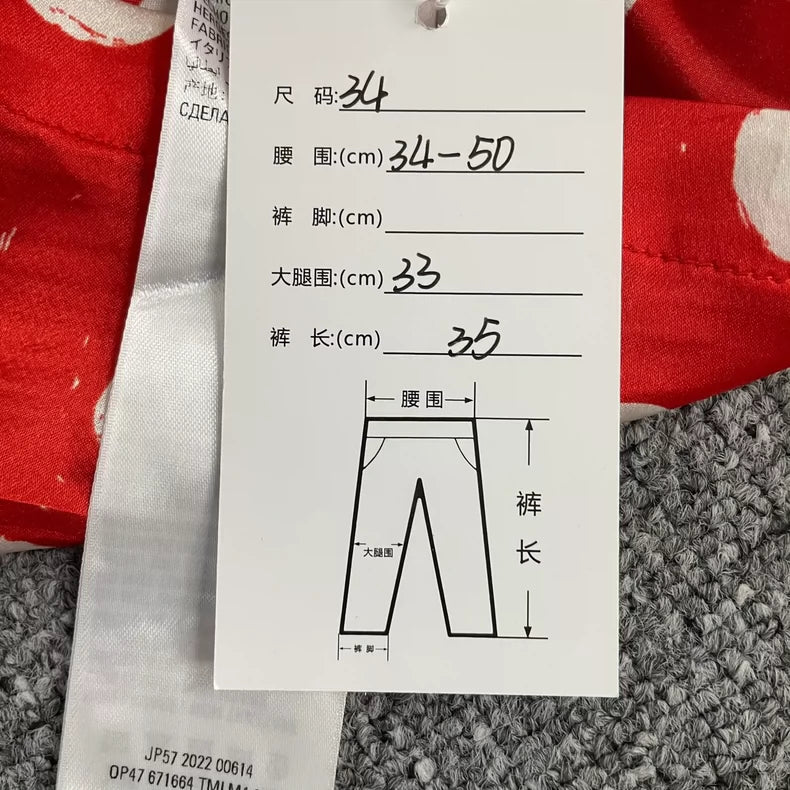 尺 码:34
腰 围:(cm) 34-50
裤 脚:(cm)
大腿围:(cm) 33
裤 长:(cm) 35
腰 围
大腿围
裤 长
裤 脚
イタリ
产地:
СДЕЛА
JP57 2022 00614
OP47 671664